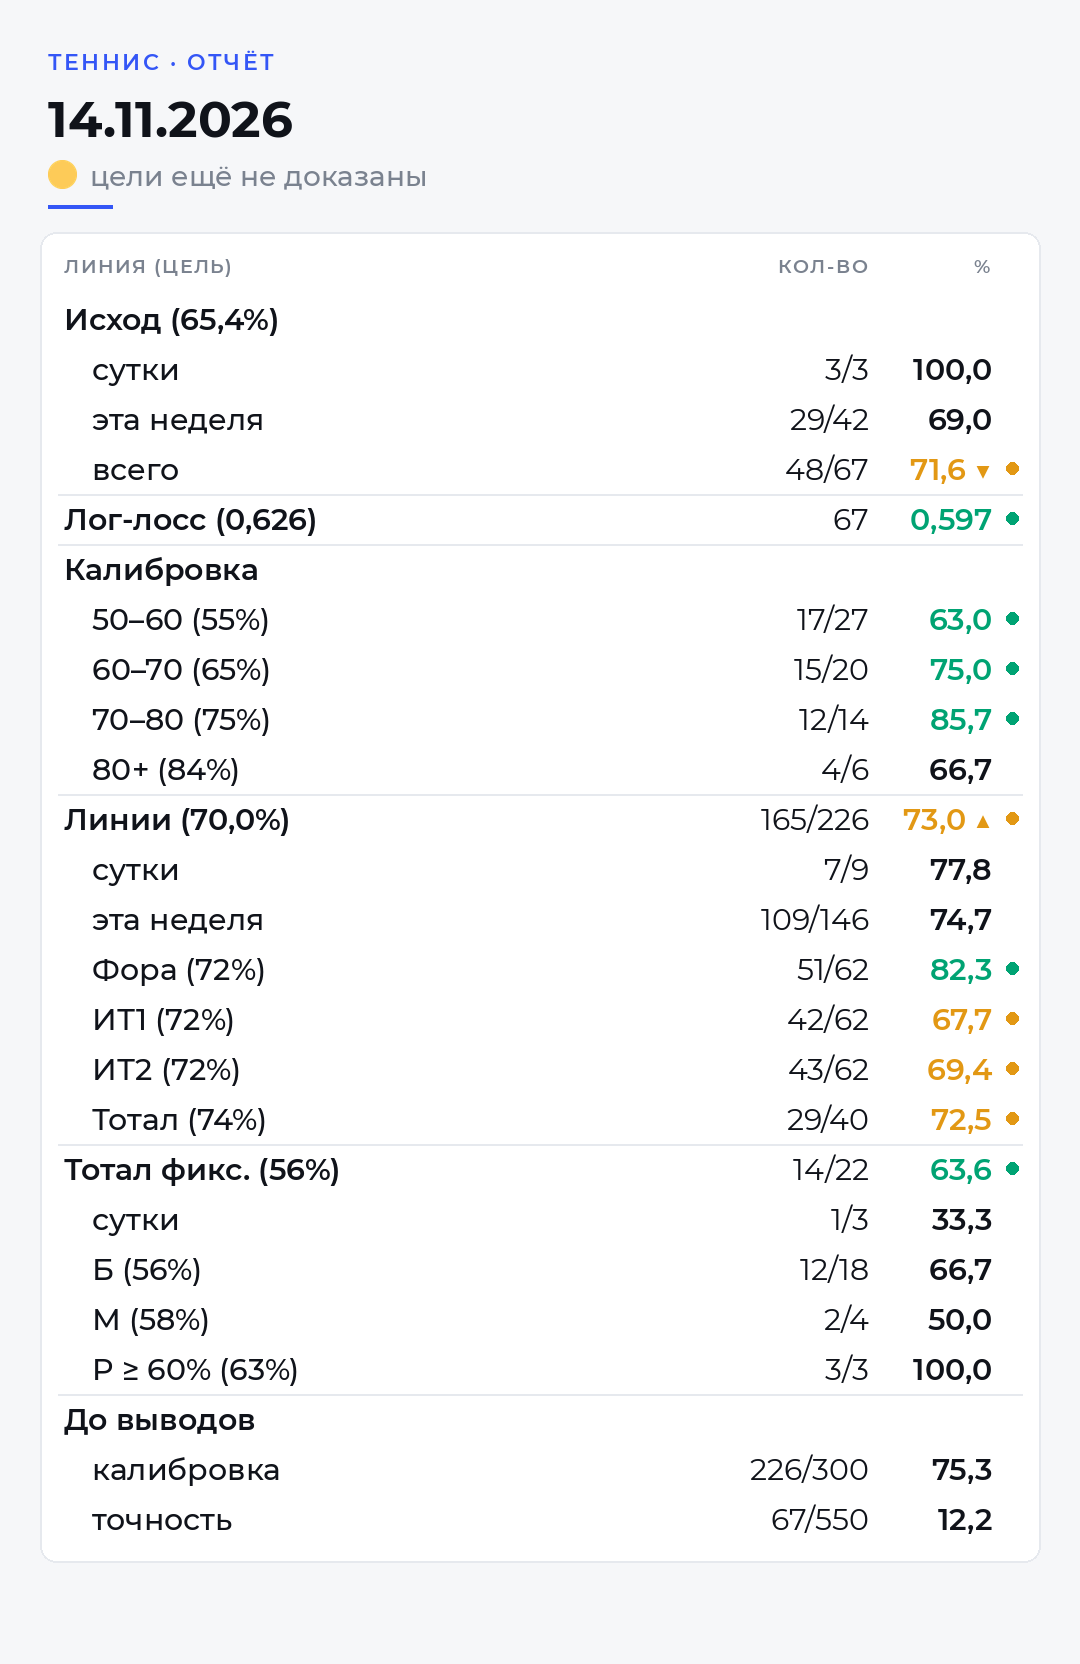 ТЕННИС · ОТЧЁТ
14.11.2026
цели ещё не доказаны
ЛИНИЯ (ЦЕЛЬ) КОЛ-ВО %
Исход (65,4%)
сутки 3/3 100,0
эта неделя 29/42 69,0
всего 48/67 71,6 ▼
Лог-лосс (0,626) 67 0,597
Калибровка
50–60 (55%) 17/27 63,0
60–70 (65%) 15/20 75,0
70–80 (75%) 12/14 85,7
80+ (84%) 4/6 66,7
Линии (70,0%) 165/226 73,0 ▲
сутки 7/9 77,8
эта неделя 109/146 74,7
Фора (72%) 51/62 82,3
ИТ1 (72%) 42/62 67,7
ИТ2 (72%) 43/62 69,4
Тотал (74%) 29/40 72,5
Тотал фикс. (56%) 14/22 63,6
сутки 1/3 33,3
Б (56%) 12/18 66,7
М (58%) 2/4 50,0
Р ≥ 60% (63%) 3/3 100,0
До выводов
калибровка 226/300 75,3
точность 67/550 12,2